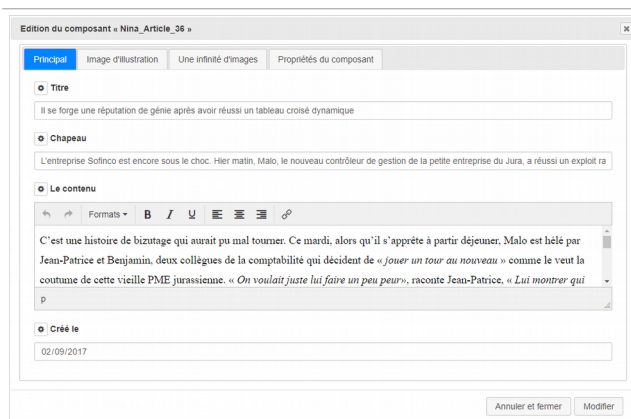 Edition du composant « Nina_Article_36 »
Principal Image d'illustration Une infinité d'images Propriétés du composant
Titre
Il se forge une réputation de génie après avoir réussi un tableau croisé dynamique
Chapeau
L'entreprise Sofinco est encore sous le choc. Hier matin, Malo, le nouveau contrôleur de gestion de la petite entreprise du Jura, a réussi un exploit ra
Le contenu
Formats B I U
C'est une histoire de bizutage qui aurait pu mal tourner. Ce mardi, alors qu'il s'apprête à partir déjeuner, Malo est hélé par
Jean-Patrice et Benjamin, deux collègues de la comptabilité qui décident de « jouer un tour au nouveau » comme le veut la
coutume de cette vieille PME jurassienne. « On voulait juste lui faire un peu peur», raconte Jean-Patrice, « Lui montrer qui
p
Créé le
02/09/2017
Annuler et fermer Modifier